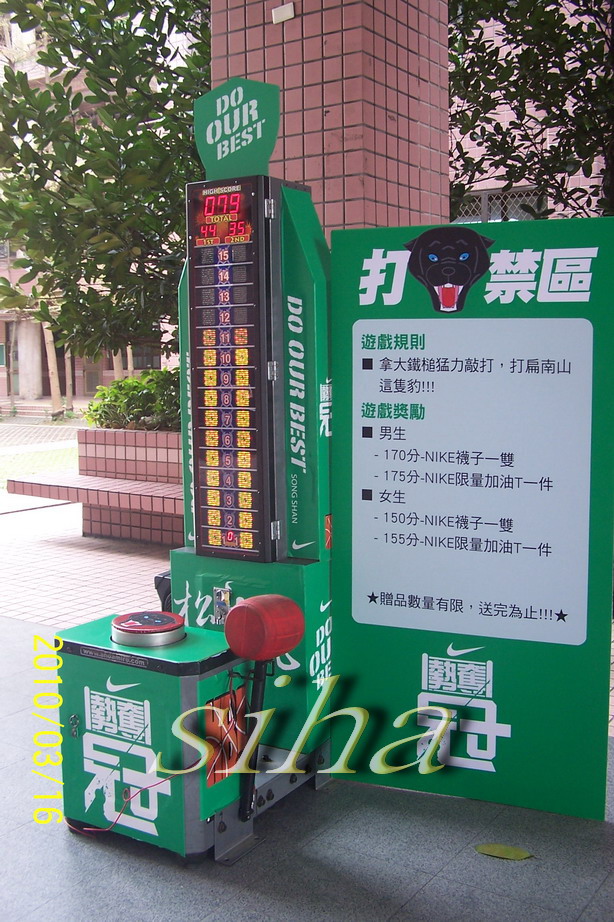 DO
OUR
BEST
HIGH SCORE
079
TOTAL
44 35
1ST 2ND
15
14
13
12
11
10
9
8
7
6
5
4
3
2
0
DO OUR BEST
SONG SHAN
冠
松
DO
OU
勢奪
冠
打 禁區
遊戲規則
■ 拿大鐵槌猛力敲打，打扁南山
這隻豹!!!
遊戲獎勵
■ 男生
- 170分-NIKE襪子一雙
- 175分-NIKE限量加油T一件
■ 女生
- 150分-NIKE襪子一雙
- 155分-NIKE限量加油T一件
★贈品數量有限，送完為止!!!★
勢奪
冠
siha
2010/03/16